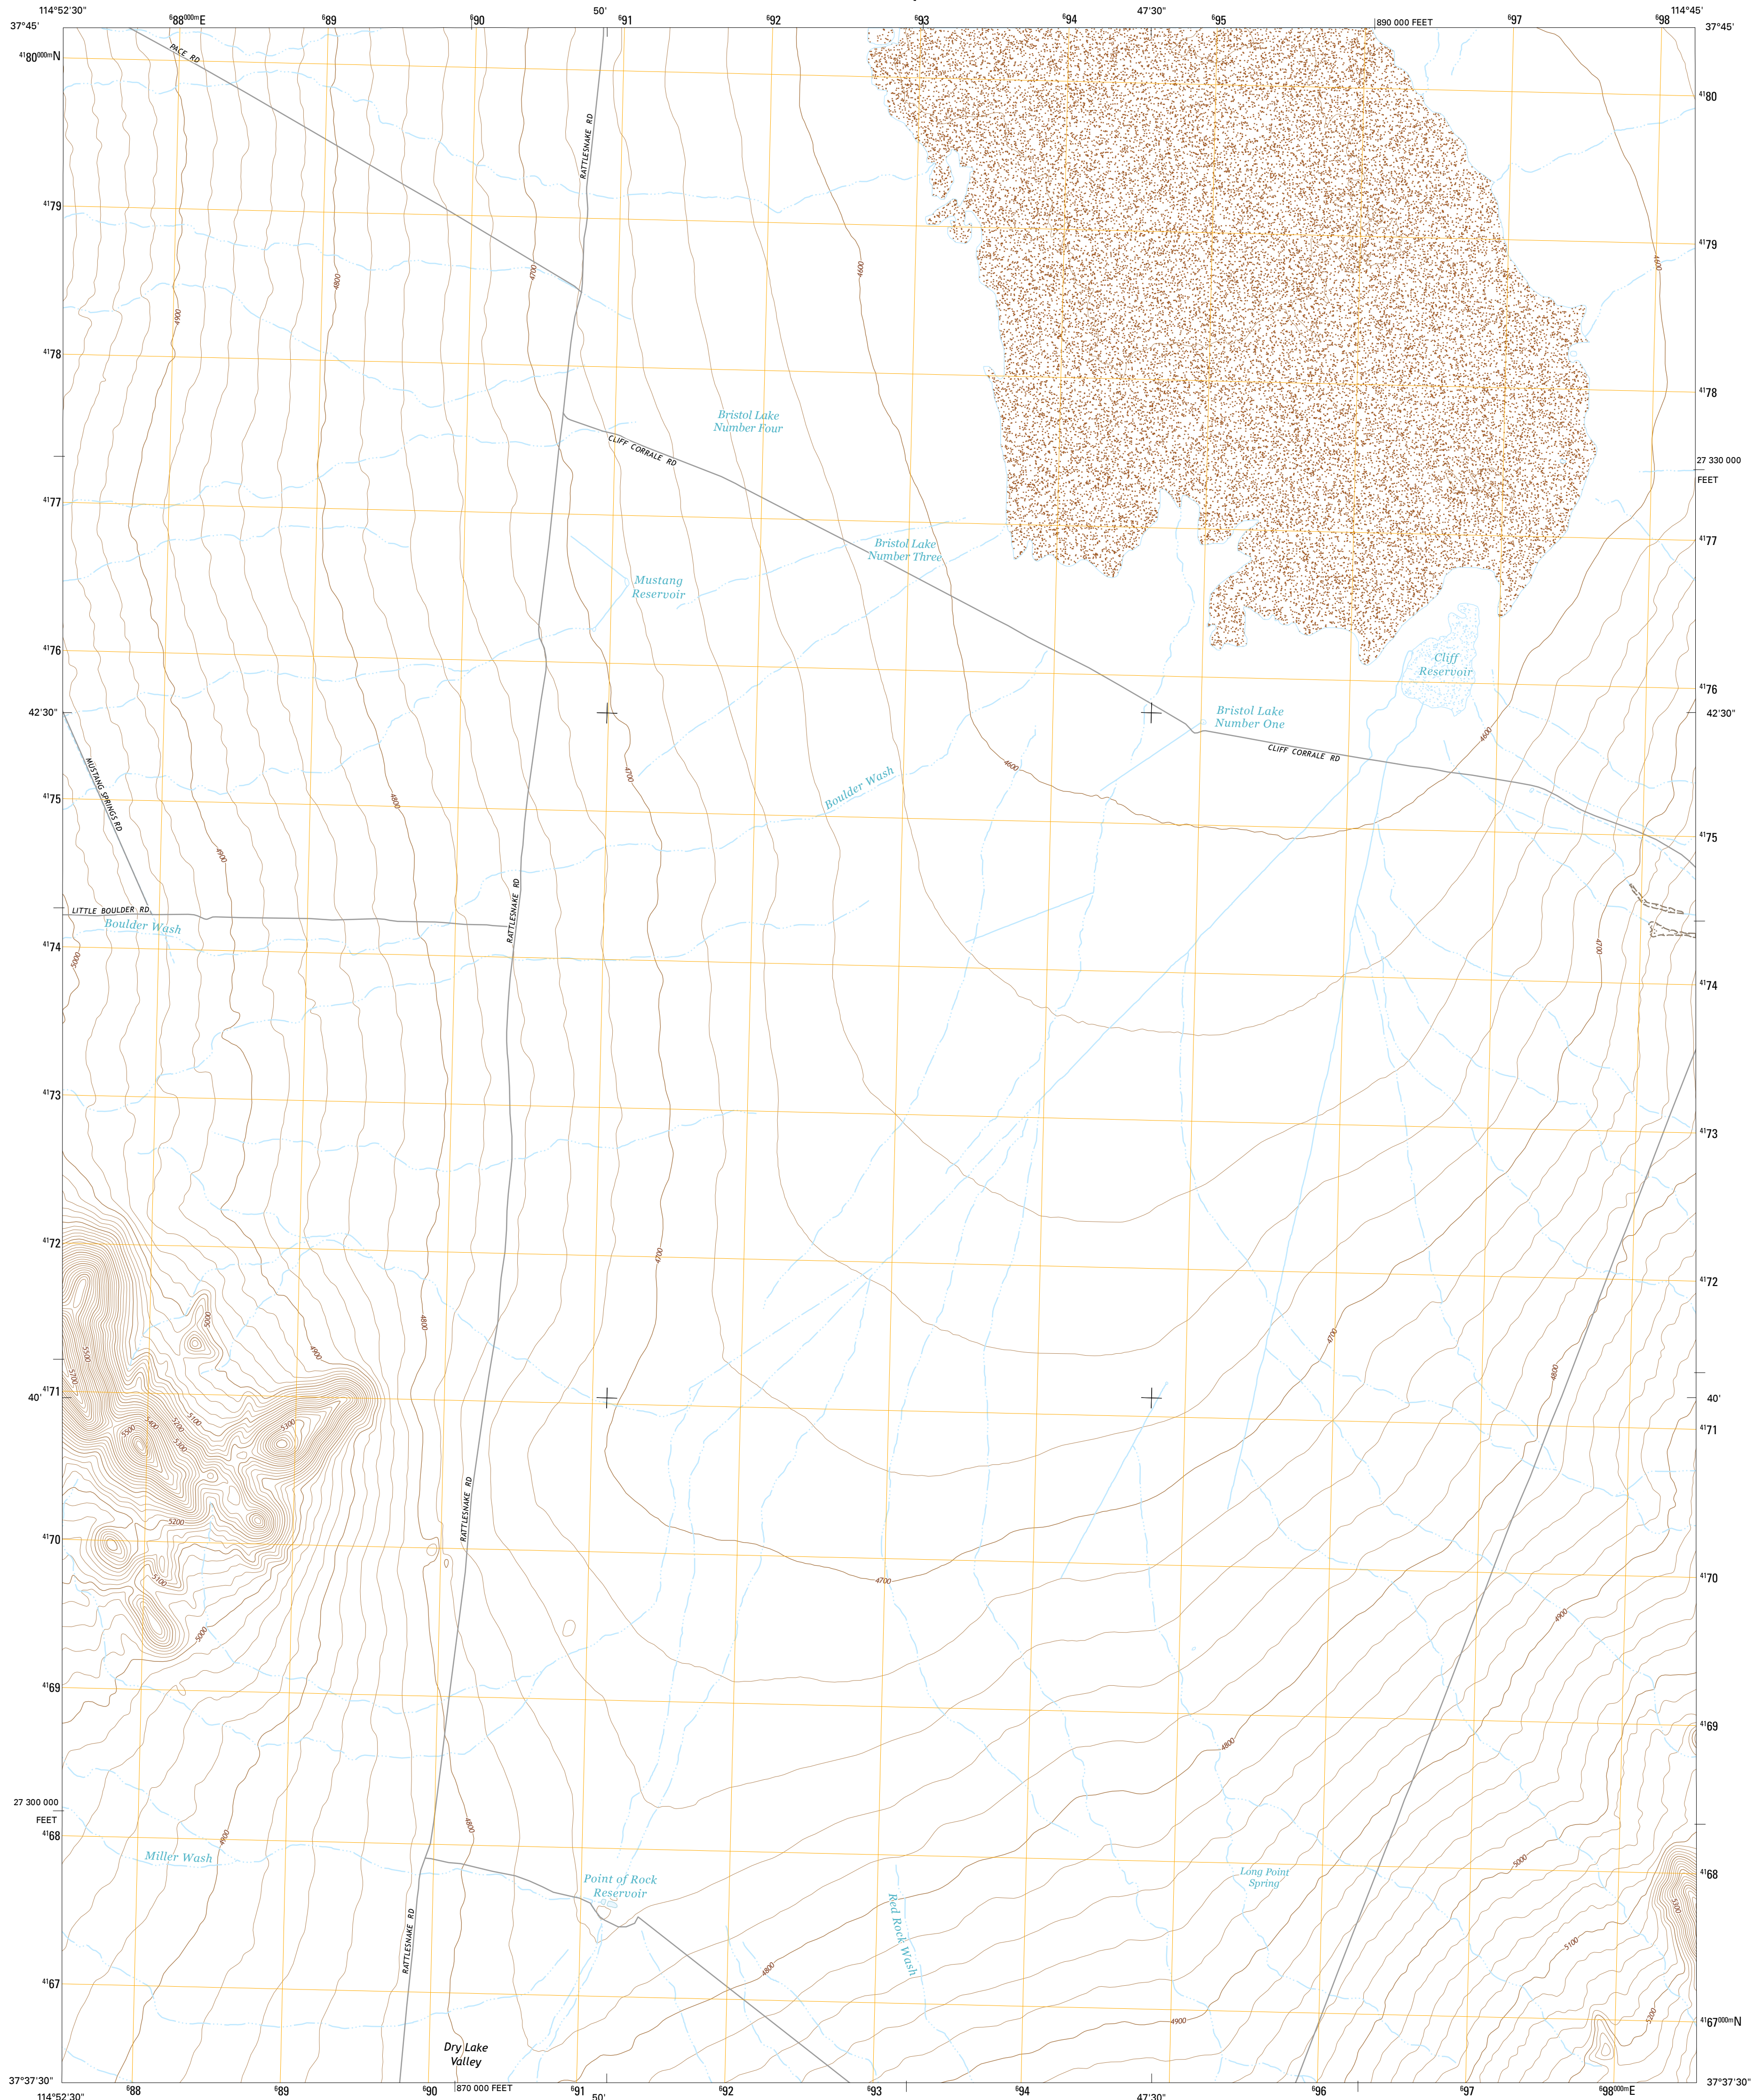 114°52'30"
⁶88⁰⁰⁰ᵐE
⁶89
⁶90
50'
⁶91
⁶92
⁶93
⁶94
47'30"
⁶95
890 000 FEET
⁶97
⁶98
114°45'
37°45'
37°45'
⁴¹80⁰⁰⁰ᵐN
PACE RD
⁴¹80
RATTLESNAKE RD
⁴¹79
⁴¹79
4800
4700
4600
4600
4900
⁴¹78
⁴¹78
Bristol Lake
Number Four
CLIFF CORRALE RD
27 330 000
FEET
⁴¹77
⁴¹77
Bristol Lake
Number Three
Mustang
Reservoir
⁴¹76
Cliff
Reservoir
⁴¹76
42'30"
42'30"
Bristol Lake
Number One
4600
CLIFF CORRALE RD
4600
4700
MUSTANG SPRINGS RD
Boulder Wash
⁴¹75
4800
⁴¹75
4900
RATTLESNAKE RD
LITTLE BOULDER RD
Boulder Wash
⁴¹74
5000
4700
⁴¹74
⁴¹73
⁴¹73
⁴¹72
4700
⁴¹72
5000
4800
4700
5500
4900
5700
4800
40'
⁴¹71
40'
5100
5400
5200
5300
5500
5300
⁴¹71
RATTLESNAKE RD
5200
⁴¹70
5100
4700
⁴¹70
4900
5000
⁴¹69
⁴¹69
4800
27 300 000
FEET
4800
4900
⁴¹68
Miller Wash
Point of Rock
Reservoir
Long Point
Spring
5000
⁴¹68
5300
Red Rock Wash
RATTLESNAKE RD
5100
4800
⁴¹67
4900
5200
⁴¹67⁰⁰⁰ᵐN
Dry Lake
Valley
37°37'30"
37°37'30"
114°52'30"
⁶88
⁶89
⁶90
870 000 FEET
⁶91
50'
⁶92
⁶93
⁶94
47'30"
⁶96
⁶97
⁶98⁰⁰⁰ᵐE
114°45'